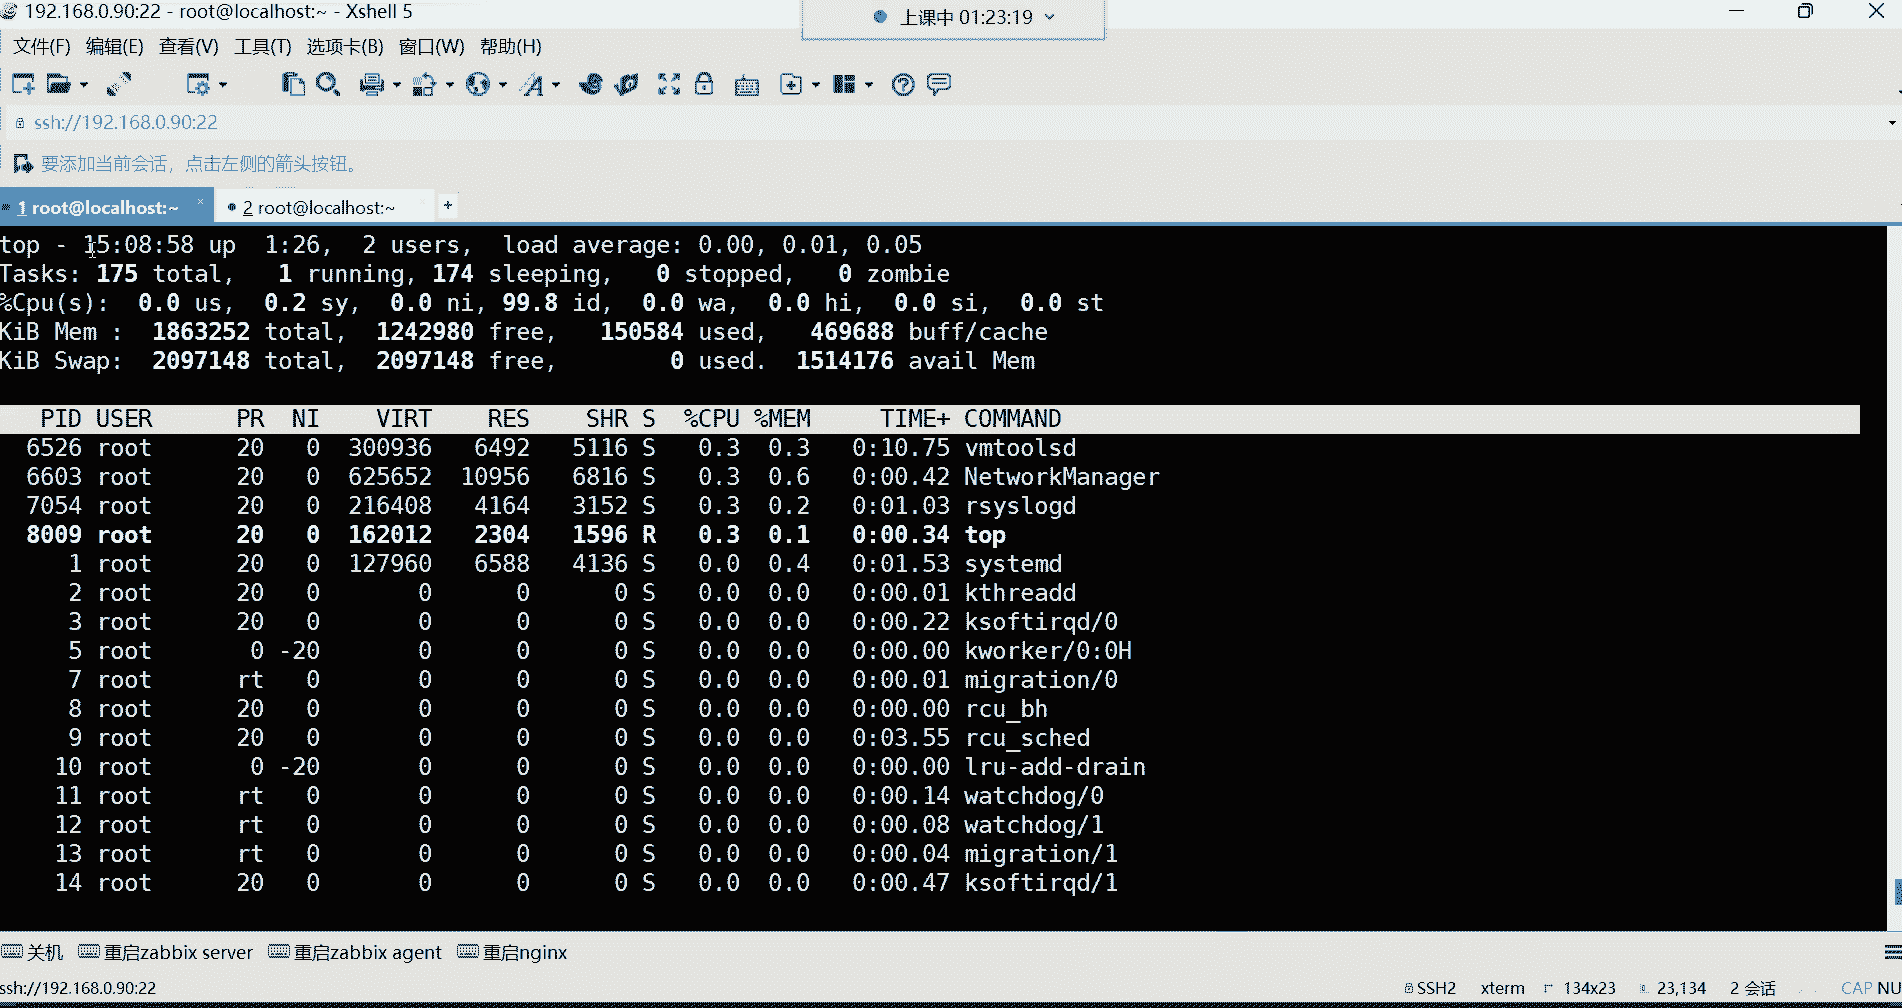 192.168.0.90:22 - root@localhost:~ - Xshell 5
上课中 01:23:19
文件(F) 编辑(E) 查看(V) 工具(T) 选项卡(B) 窗口(W) 帮助(H)
ssh://192.168.0.90:22
要添加当前会话，点击左侧的箭头按钮。
1 root@localhost:~ × 2 root@localhost:~ +
top - 15:08:58 up  1:26,  2 users,  load average: 0.00, 0.01, 0.05
Tasks: 175 total,   1 running, 174 sleeping,   0 stopped,   0 zombie
%Cpu(s):  0.0 us,  0.2 sy,  0.0 ni, 99.8 id,  0.0 wa,  0.0 hi,  0.0 si,  0.0 st
KiB Mem :  1863252 total,  1242980 free,   150584 used,   469688 buff/cache
KiB Swap:  2097148 total,  2097148 free,        0 used.  1514176 avail Mem
PID USER      PR  NI    VIRT    RES    SHR S  %CPU %MEM     TIME+ COMMAND
6526 root      20   0  300936   6492   5116 S   0.3  0.3   0:10.75 vmtoolsd
6603 root      20   0  625652  10956   6816 S   0.3  0.6   0:00.42 NetworkManager
7054 root      20   0  216408   4164   3152 S   0.3  0.2   0:01.03 rsyslogd
8009 root      20   0  162012   2304   1596 R   0.3  0.1   0:00.34 top
1 root      20   0  127960   6588   4136 S   0.0  0.4   0:01.53 systemd
2 root      20   0       0      0      0 S   0.0  0.0   0:00.01 kthreadd
3 root      20   0       0      0      0 S   0.0  0.0   0:00.22 ksoftirqd/0
5 root       0 -20       0      0      0 S   0.0  0.0   0:00.00 kworker/0:0H
7 root      rt   0       0      0      0 S   0.0  0.0   0:00.01 migration/0
8 root      20   0       0      0      0 S   0.0  0.0   0:00.00 rcu_bh
9 root      20   0       0      0      0 S   0.0  0.0   0:03.55 rcu_sched
10 root       0 -20       0      0      0 S   0.0  0.0   0:00.00 lru-add-drain
11 root      rt   0       0      0      0 S   0.0  0.0   0:00.14 watchdog/0
12 root      rt   0       0      0      0 S   0.0  0.0   0:00.08 watchdog/1
13 root      rt   0       0      0      0 S   0.0  0.0   0:00.04 migration/1
14 root      20   0       0      0      0 S   0.0  0.0   0:00.47 ksoftirqd/1
关机 重启zabbix server 重启zabbix agent 重启nginx
ssh://192.168.0.90:22 SSH2 xterm 134x23 23,134 2 会话 CAP NU